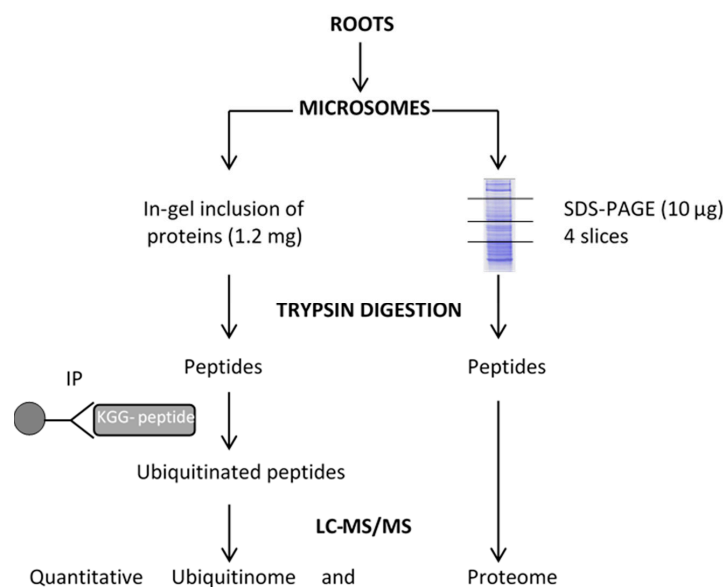 ROOTS
MICROSOMES
In-gel inclusion of
proteins (1.2 mg)
SDS-PAGE (10 µg)
4 slices
TRYPSIN DIGESTION
Peptides
Peptides
IP
KGG- peptide
Ubiquitinated peptides
LC-MS/MS
Quantitative Ubiquitinome and Proteome